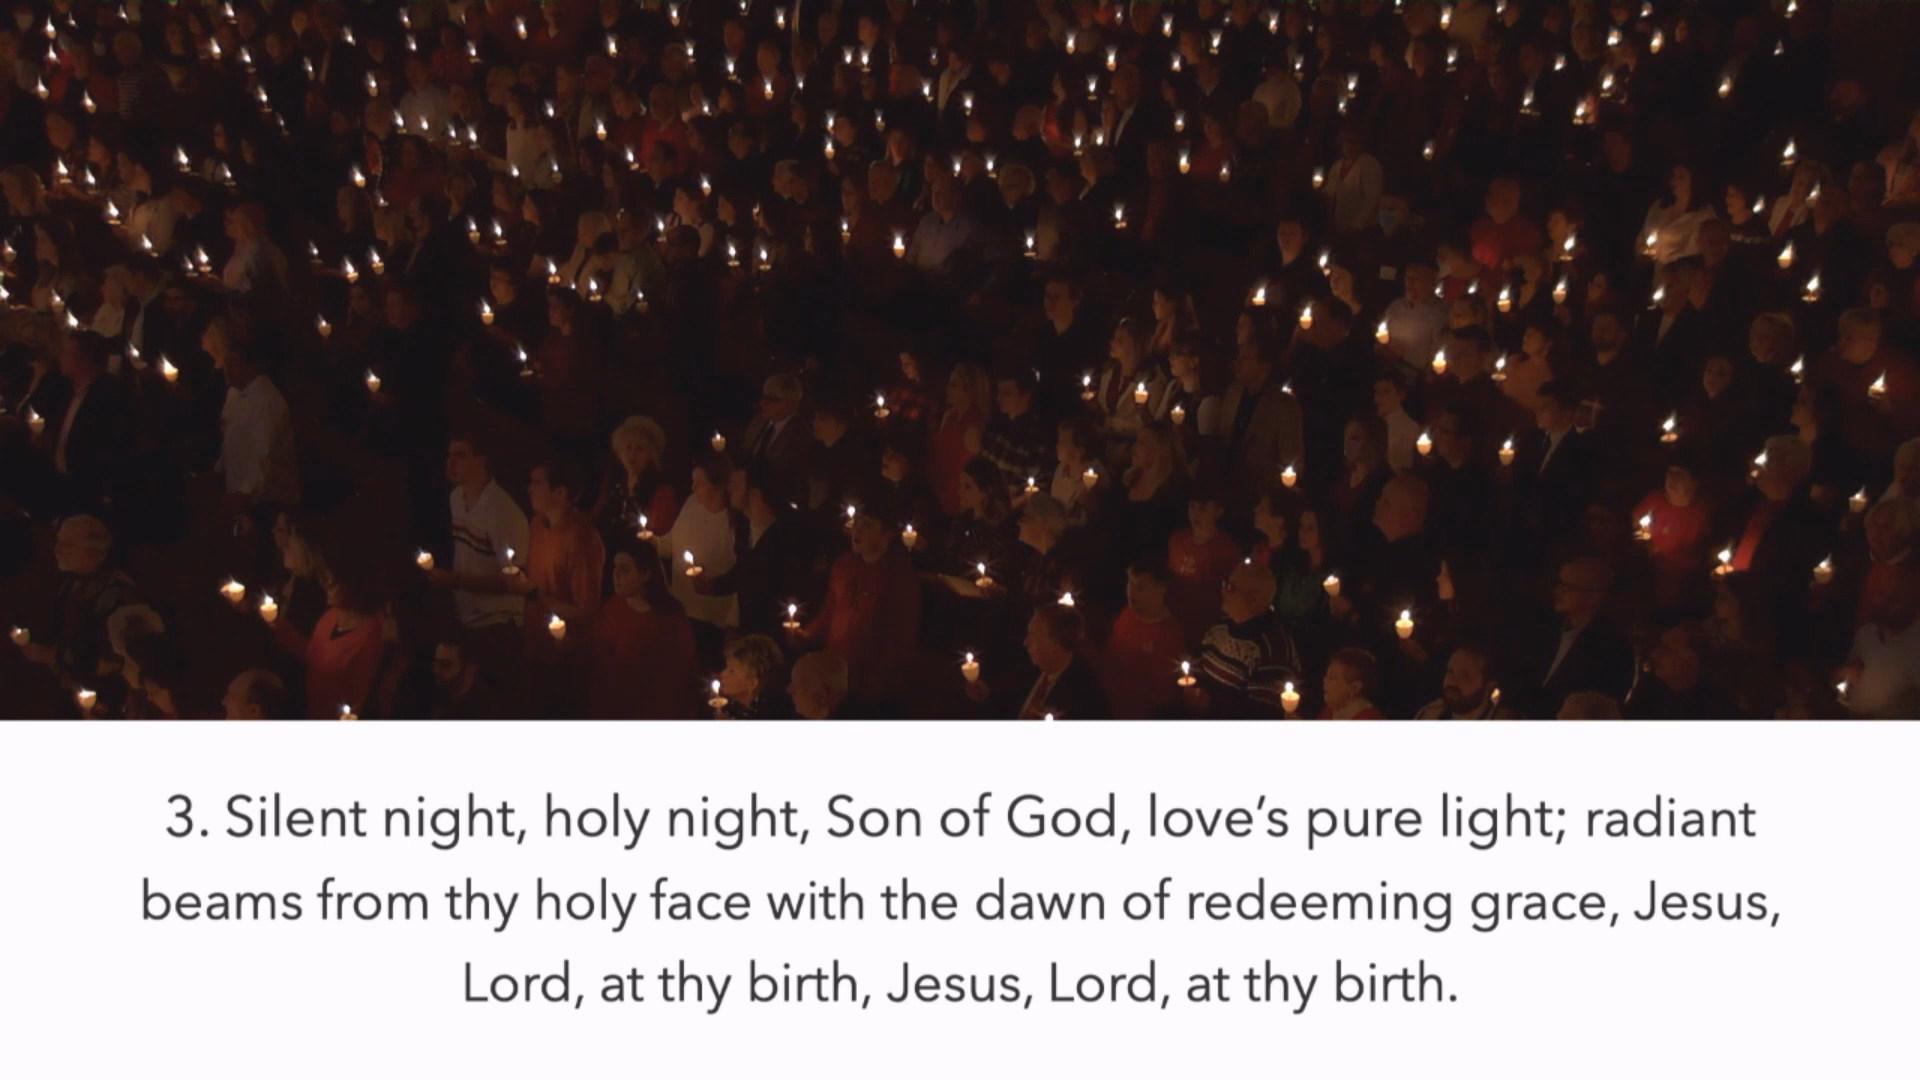 3. Silent night, holy night, Son of God, love’s pure light; radiant
beams from thy holy face with the dawn of redeeming grace, Jesus,
Lord, at thy birth, Jesus, Lord, at thy birth.